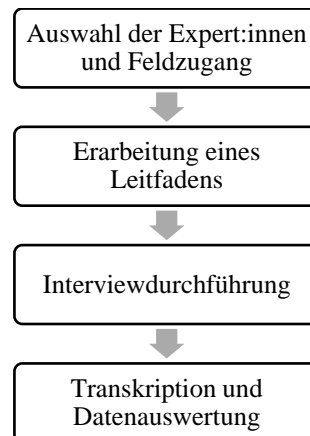 Auswahl der Expert:innen
und Feldzugang
Erarbeitung eines
Leitfadens
Interviewdurchführung
Transkription und
Datenauswertung